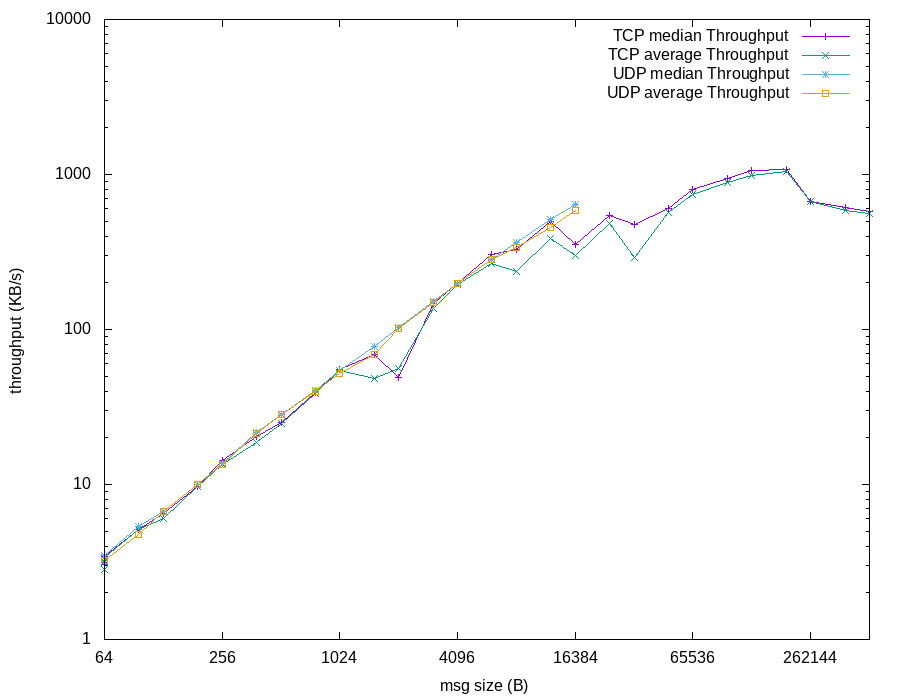 10000
1000
100
10
1
throughput (KB/s)
TCP median Throughput
TCP average Throughput
UDP median Throughput
UDP average Throughput
64 256 1024 4096 16384 65536 262144
msg size (B)